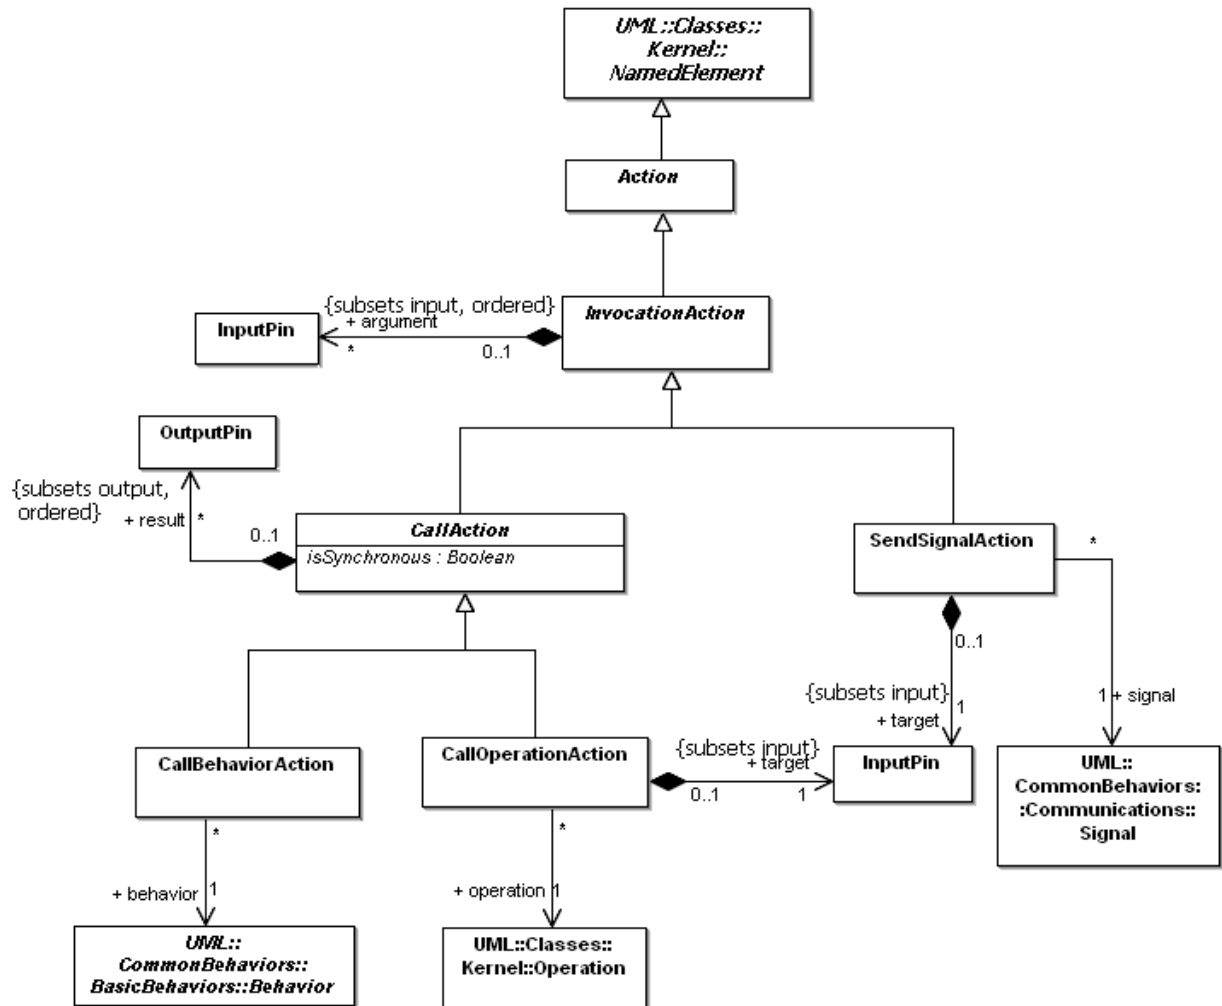 UML::Classes::
Kernel::
NamedElement
Action
{subsets input, ordered}
+ argument
InvocationAction
InputPin
*
0..1
OutputPin
{subsets output,
ordered}
+ result
*
0..1
CallAction
isSynchronous : Boolean
SendSignalAction
*
0..1
{subsets input}
1
+ target
1 + signal
CallBehaviorAction
CallOperationAction
{subsets input}
+ target
0..1
1
InputPin
UML::
CommonBehaviors:
:Communications::
Signal
*
+ behavior
1
*
+ operation 1
UML::
CommonBehaviors::
BasicBehaviors::Behavior
UML::Classes::
Kernel::Operation